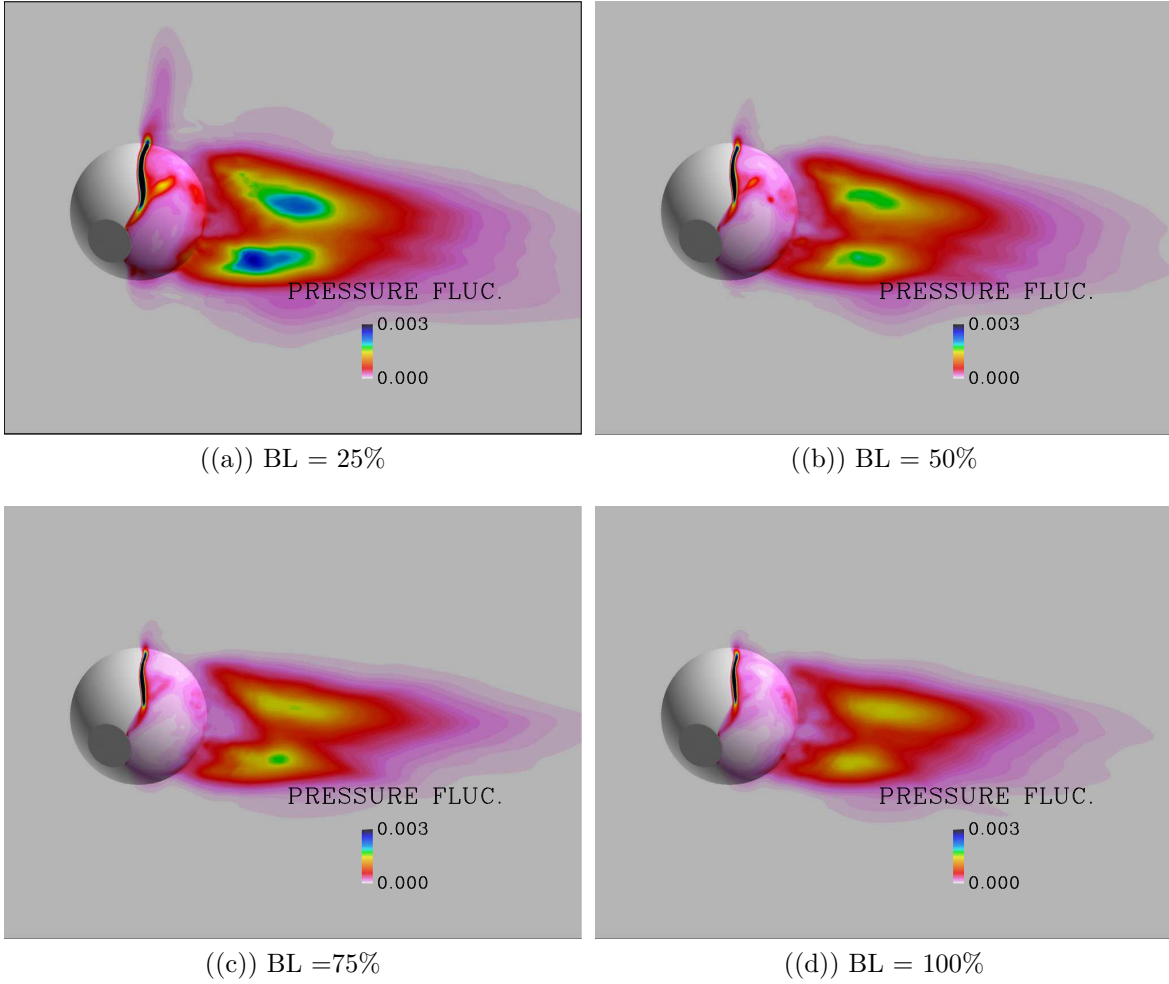 PRESSURE FLUC.
0.003
0.000
((a)) BL = 25%
PRESSURE FLUC.
0.003
0.000
((b)) BL = 50%
PRESSURE FLUC.
0.003
0.000
((c)) BL =75%
PRESSURE FLUC.
0.003
0.000
((d)) BL = 100%